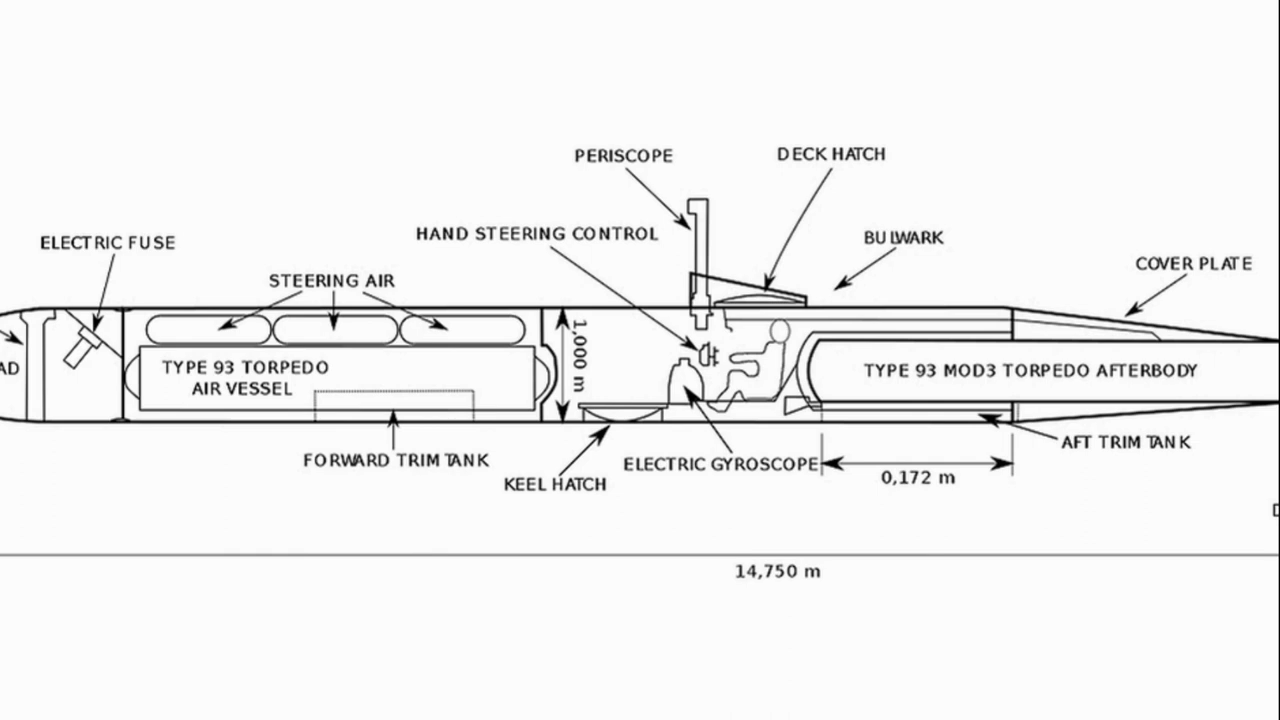 PERISCOPE
DECK HATCH
HAND STEERING CONTROL
BULWARK
ELECTRIC FUSE
COVER PLATE
STEERING AIR
1,000 m
AD
TYPE 93 TORPEDO
AIR VESSEL
TYPE 93 MOD3 TORPEDO AFTERBODY
FORWARD TRIM TANK
KEEL HATCH
ELECTRIC GYROSCOPE
AFT TRIM TANK
0,172 m
14,750 m